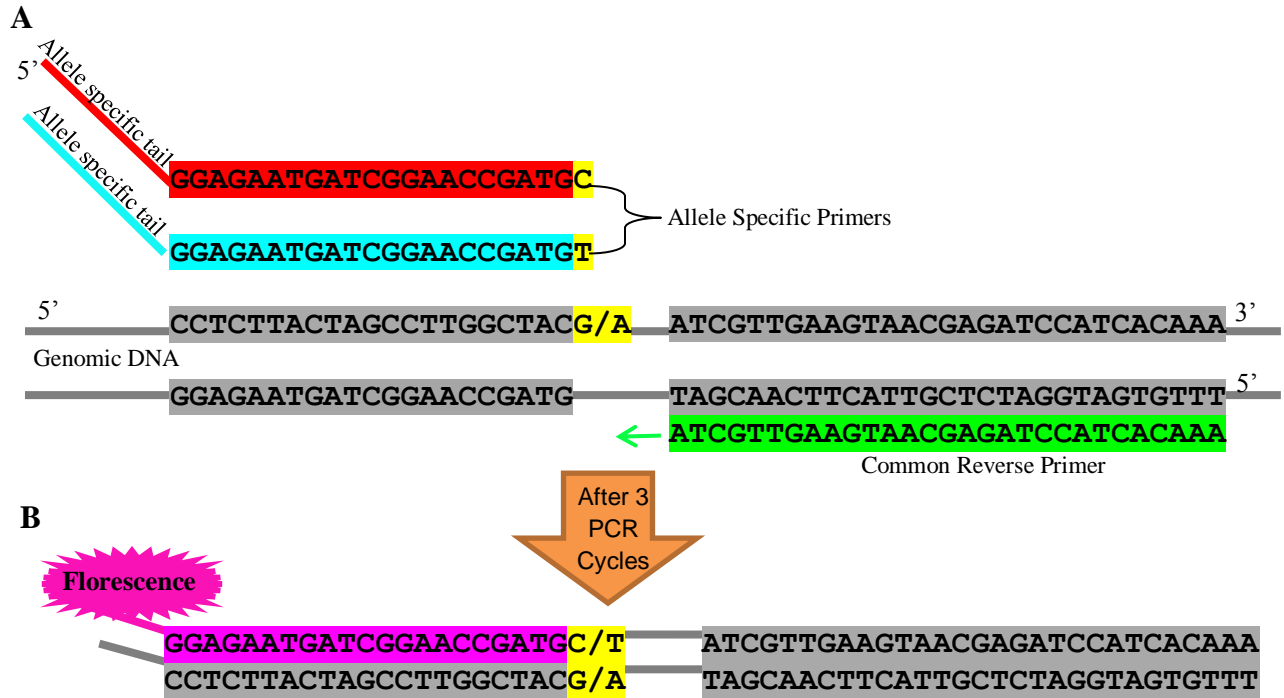 A
5’
Allele specific tail
Allele specific tail
GGAGAATGATCGGAACCGATGC
Allele Specific Primers
GGAGAATGATCGGAACCGATGT
5’
CCTCTTACTAGCCTTGGCTACG/A ATCGTTGAAGTAACGAGATCCATCACAAA 3’
Genomic DNA
GGAGAATGATCGGAACCGATG TAGCAACTTCATTGCTCTAGGTAGTGTTT 5’
ATCGTTGAAGTAACGAGATCCATCACAAA
Common Reverse Primer
After 3
PCR
Cycles
B
Florescence
GGAGAATGATCGGAACCGATGC/T ATCGTTGAAGTAACGAGATCCATCACAAA
CCTCTTACTAGCCTTGGCTACG/A TAGCAACTTCATTGCTCTAGGTAGTGTTT